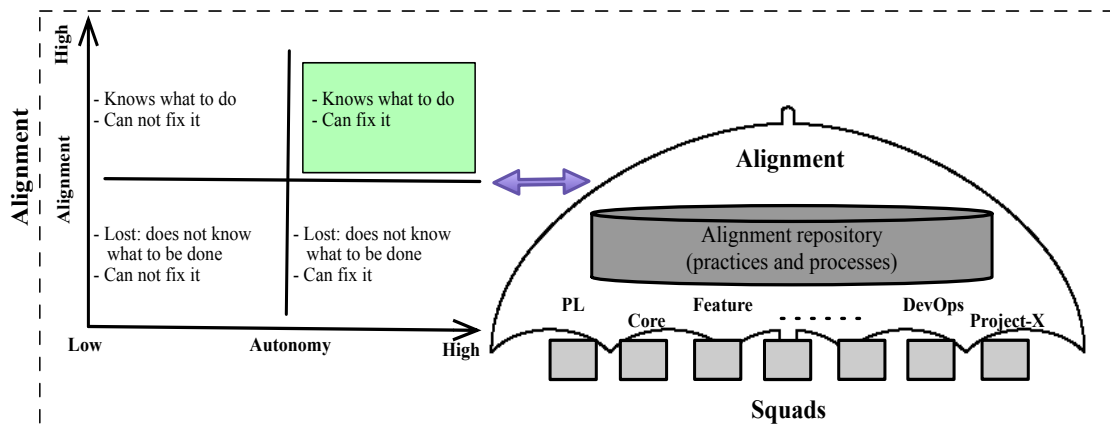 Alignment
High
Alignment
- Knows what to do
- Can not fix it
- Knows what to do
- Can fix it
- Lost: does not know
what to be done
- Can not fix it
- Lost: does not know
what to be done
- Can fix it
Low
Autonomy
High
Alignment
Alignment repository
(practices and processes)
PL
Core
Feature
. . . . . . .
DevOps
Project-X
Squads